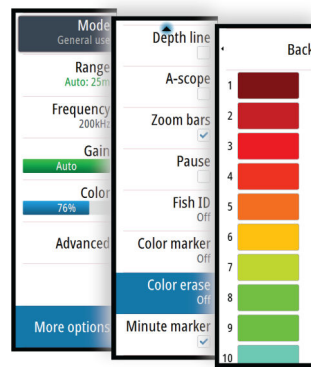 Mode
General use
Range
Auto: 25m
Frequency
200kHz
Gain
Auto
Color
76%
Advanced
More options
Depth line
A-scope
Zoom bars
Pause
Fish ID
Off
Color marker
Off
Color erase
Off
Minute marker
Back
1
2
3
4
5
6
7
8
9
10